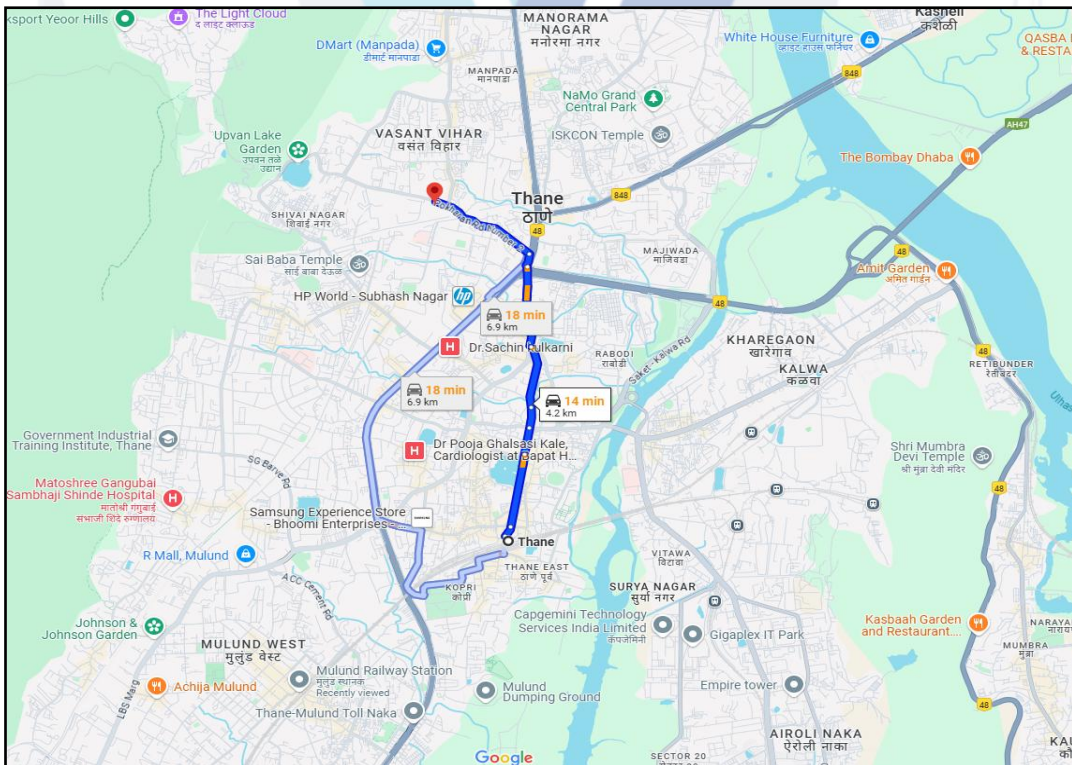 ksport Yeoor Hills
The Light Cloud
द लाइट क्लाऊड
MANORAMA
NAGAR
मनोरमा नगर
Kasheli
कशेळी
DMart (Manpada)
डीमार्ट मानपाडा
White House Furniture
व्हाइट हाउस फर्निचर
QASBA
& RESTA
MANPADA
मानपाडा
848
NaMo Grand
Central Park
AH47
VASANT VIHAR
वसंत विहार
ISKCON Temple
Upvan Lake
Garden
उपवन तळे
उद्यान
The Bombay Dhaba
Thane
ठाणे
848
48
SHIVAI NAGAR
शिवाई नगर
MAJIWADA
माजिवडा
48
Sai Baba Temple
साई बाबा देऊळ
Amit Garden
अमित गार्डन
HP World - Subhash Nagar
hp
48
18 min
6.9 km
KHAREGAON
खारेगाव
Dr.Sachin Kulkarni
RABODI
राबोडी
Saket-Kalwa Rd
KALWA
कळवा
48
RETIBUNDER
रेतीबंदर
18 min
6.9 km
14 min
4.2 km
Government Industrial
Training Institute, Thane
Dr Pooja Ghalsasi Kale,
Cardiologist at Bapat H...
Shri Mumbra
Devi Temple
श्री मुंब्रा देवी मंदिर
SG Barve Rd
Matoshree Gangubai
Sambhaji Shinde Hospital
मातोश्री गंगुबाई
संभाजी शिंदे रुग्णालय
48
Samsung Experience Store
- Bhoomi Enterprises -...
Thane
R Mall, Mulund
VITAWA
विटावा
THANE EAST
ठाणे पूर्व
ACC Cement Rd
KOPRI
कोप्री
SURYA NAGAR
सुर्या नगर
Johnson &
Johnson Garden
Capgemini Technology
Services India Limited
कॅपजेमिनी
Gigaplex IT Park
Kasbaah Garden
and Restaurant....
MULUND WEST
मुलुंड वेस्ट
MUMBRA
मुंब्रा
Mulund Railway Station
मुलुंड स्थानक
Recently viewed
Achija Mulund
LBS Marg
Mulund
Dumping Ground
Empire tower
48
Thane-Mulund Toll Naka
AIROLI NAKA
ऐरोली नाका
Google
SECTOR 20